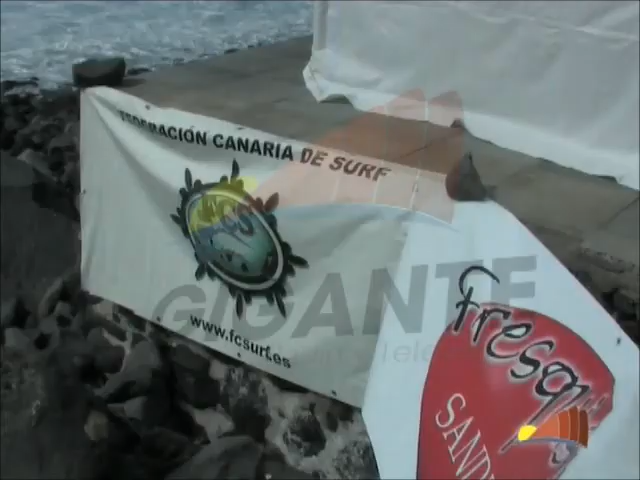 FEDERACIÓN CANARIA DE SURF
www.fcsurf.es
GIGANTE
Fresq
SAND